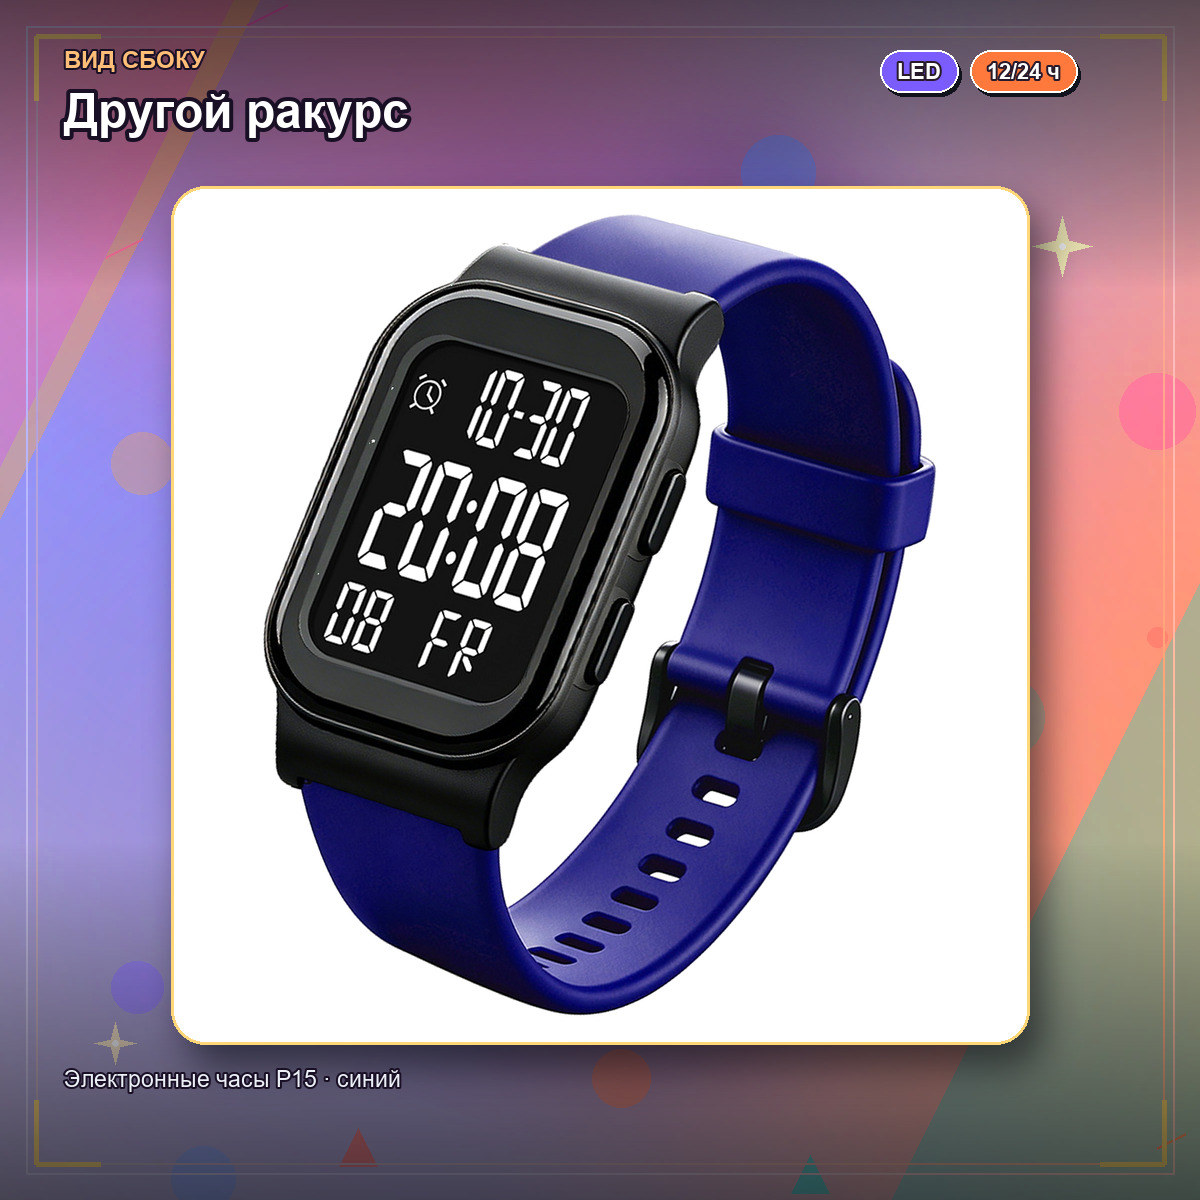 ВИД СБОКУ
Другой ракурс
LED
12/24 ч
10-30
20:08
08 FR
Электронные часы P15 · синий